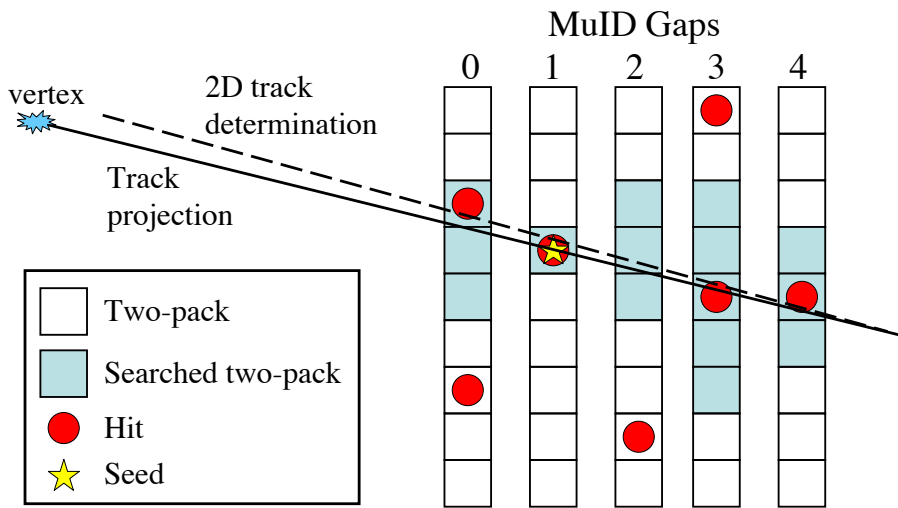 MuID Gaps
0 1 2 3 4
vertex
2D track
determination
Track
projection
Two-pack
Searched two-pack
Hit
Seed